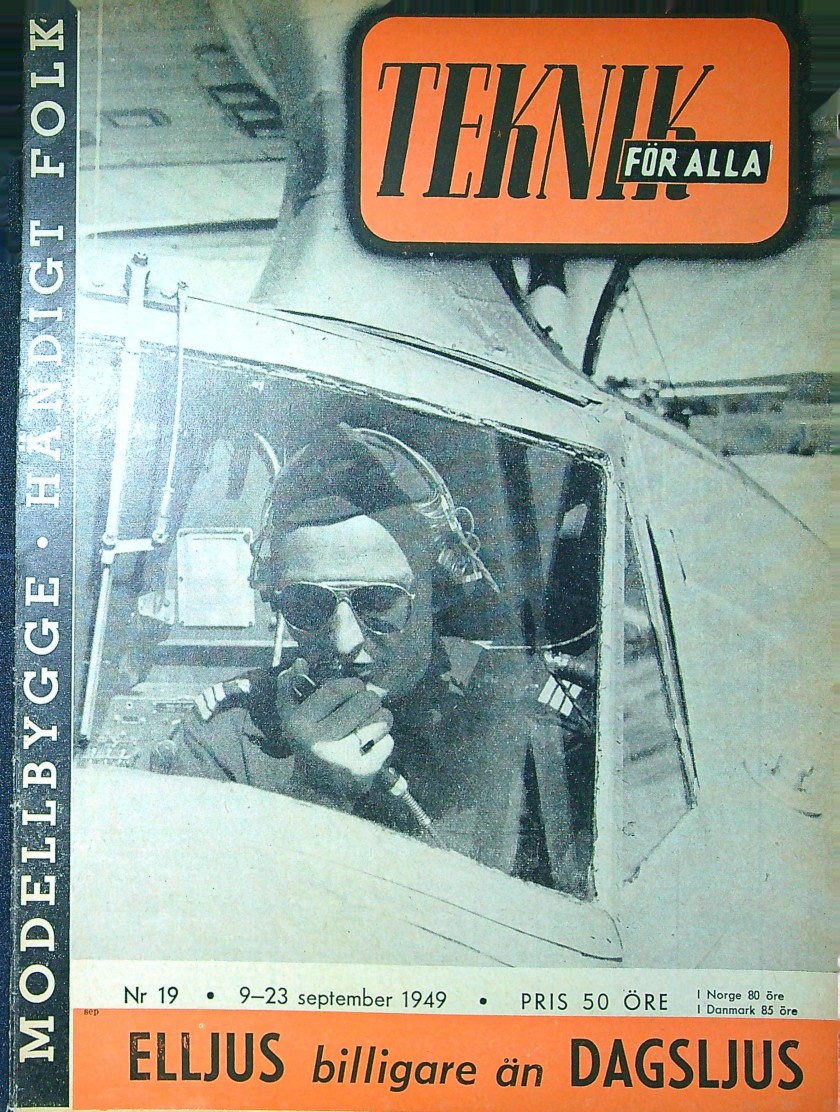 TEKNIK
FÖR ALLA
MODELLBYGGE · HÄNDIGT FOLK
Nr 19 • 9–23 september 1949 • PRIS 50 ÖRE
I Norge 80 öre
I Danmark 85 öre
sep
ELLJUS billigare än DAGSLJUS